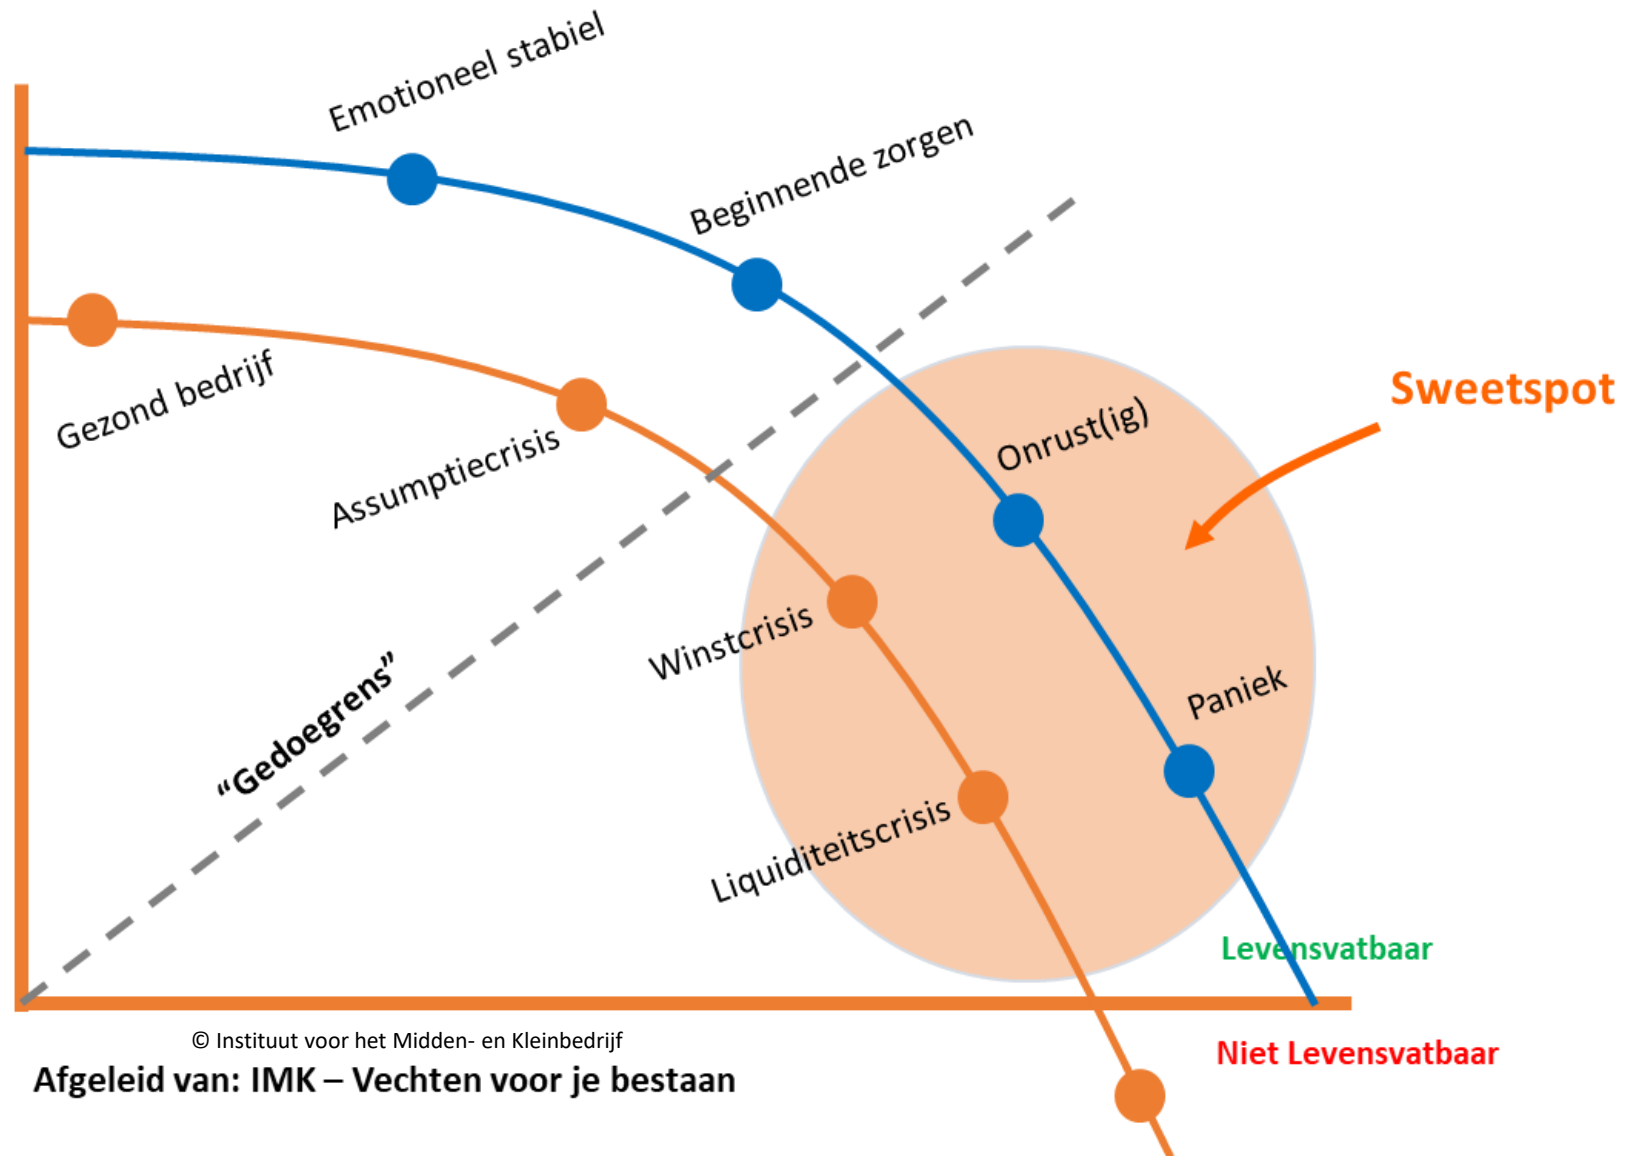 Emotioneel stabiel
Beginnende zorgen
Gezond bedrijf
Assumptiecrisis
Onrust(ig)
Sweetspot
“Gedoegrens”
Winstcrisis
Paniek
Liquiditeitscrisis
Levensvatbaar
© Instituut voor het Midden- en Kleinbedrijf
Niet Levensvatbaar
Afgeleid van: IMK – Vechten voor je bestaan